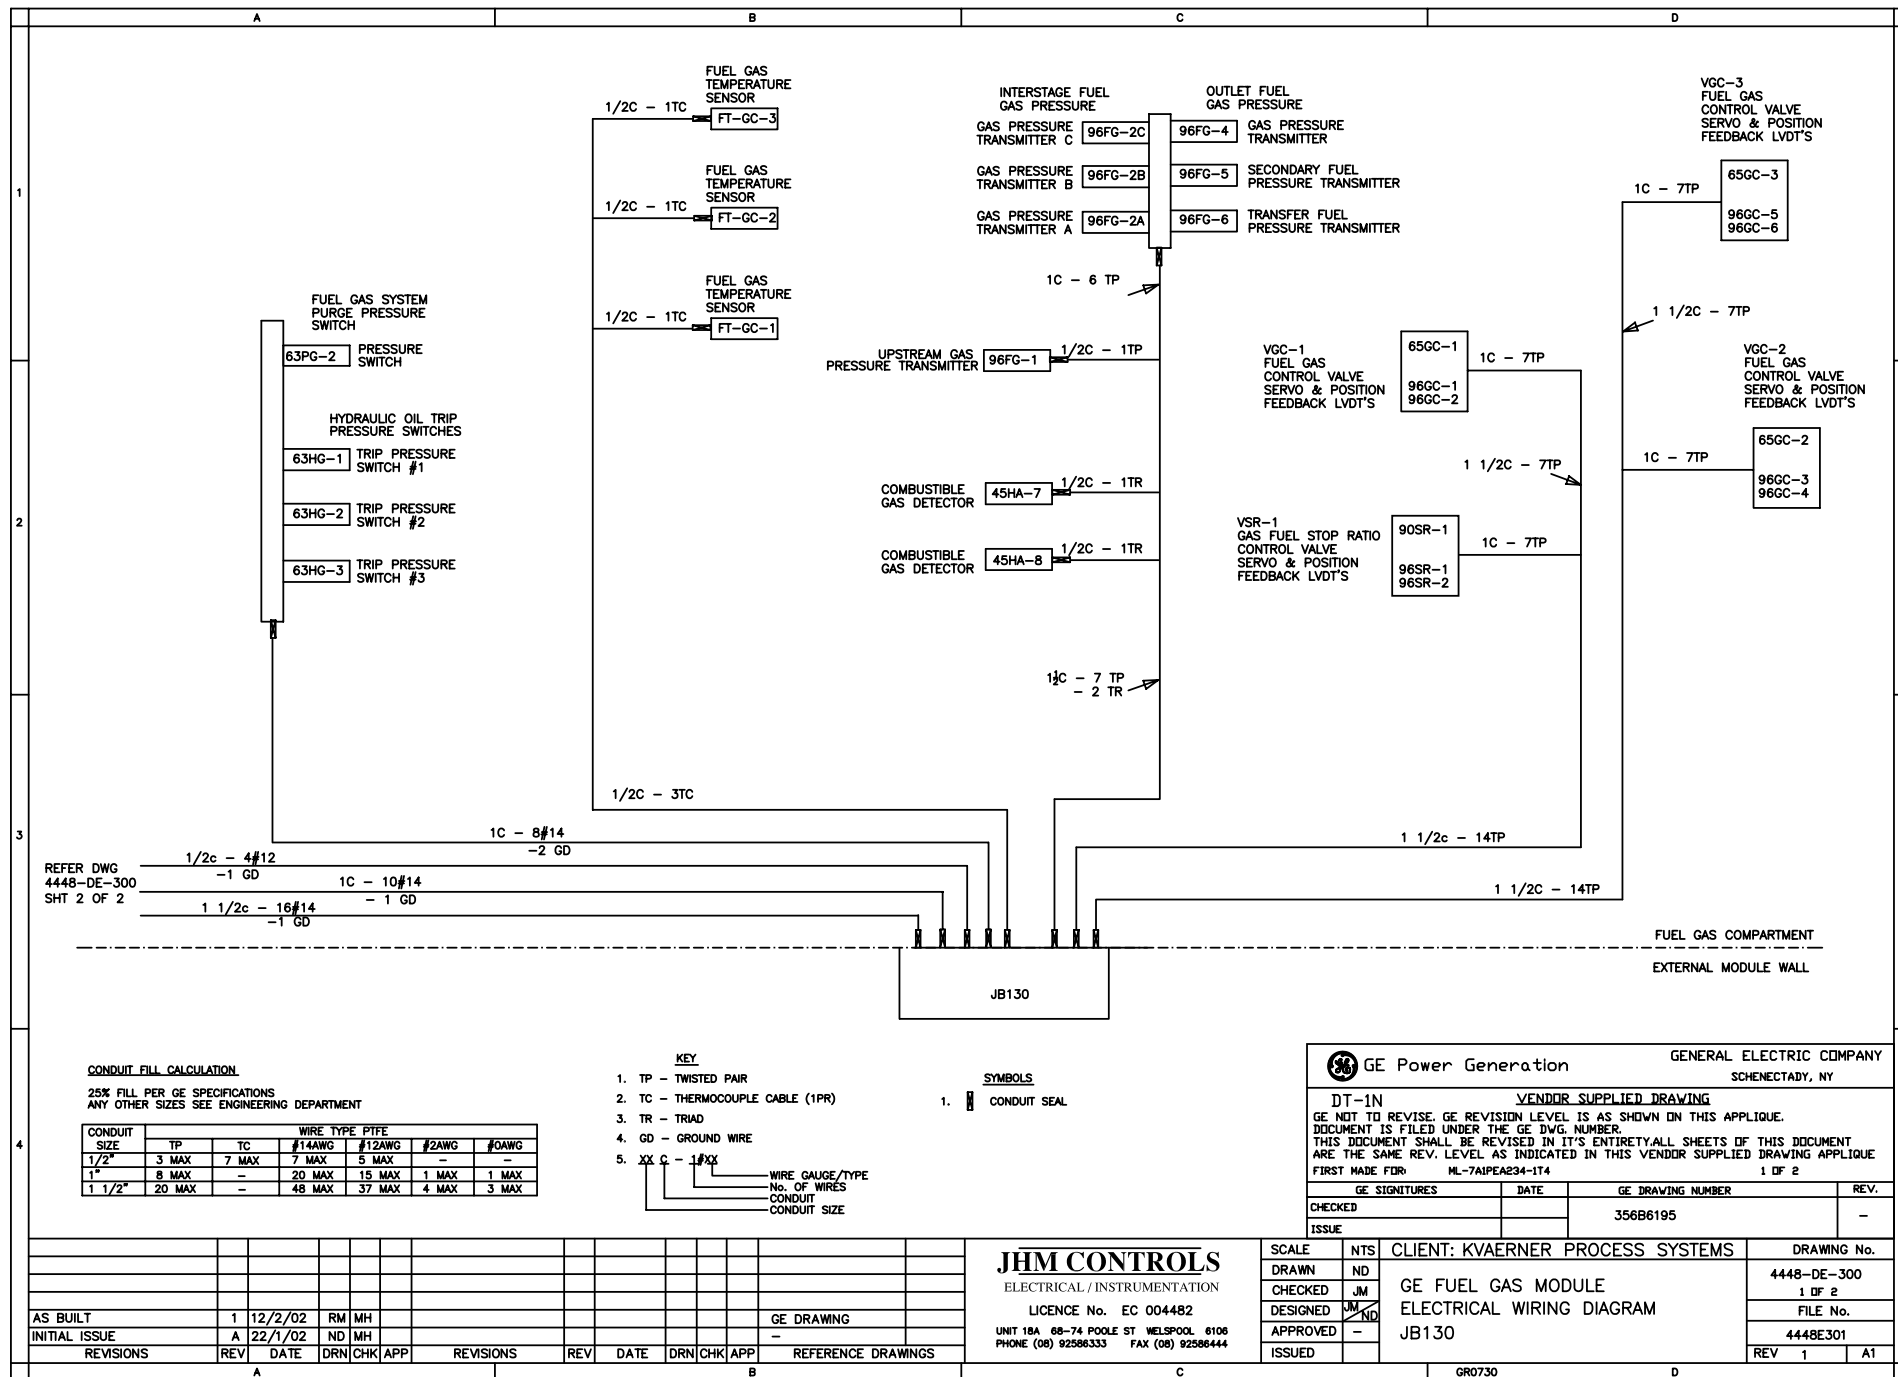 A B C D
FUEL GAS
TEMPERATURE
SENSOR
1/2C - 1TC
FT-GC-3
FUEL GAS
TEMPERATURE
SENSOR
1/2C - 1TC
FT-GC-2
FUEL GAS
TEMPERATURE
SENSOR
1/2C - 1TC
FT-GC-1
INTERSTAGE FUEL
GAS PRESSURE
OUTLET FUEL
GAS PRESSURE
GAS PRESSURE
TRANSMITTER C
96FG-2C
96FG-4
GAS PRESSURE
TRANSMITTER
GAS PRESSURE
TRANSMITTER B
96FG-2B
96FG-5
SECONDARY FUEL
PRESSURE TRANSMITTER
GAS PRESSURE
TRANSMITTER A
96FG-2A
96FG-6
TRANSFER FUEL
PRESSURE TRANSMITTER
1C - 6 TP
VGC-3
FUEL GAS
CONTROL VALVE
SERVO & POSITION
FEEDBACK LVDT'S
1C - 7TP
65GC-3
96GC-5
96GC-6
1 1/2C - 7TP
1
FUEL GAS SYSTEM
PURGE PRESSURE
SWITCH
63PG-2
PRESSURE
SWITCH
HYDRAULIC OIL TRIP
PRESSURE SWITCHES
63HG-1
TRIP PRESSURE
SWITCH #1
63HG-2
TRIP PRESSURE
SWITCH #2
63HG-3
TRIP PRESSURE
SWITCH #3
UPSTREAM GAS
PRESSURE TRANSMITTER
96FG-1
1/2C - 1TP
COMBUSTIBLE
GAS DETECTOR
45HA-7
1/2C - 1TR
COMBUSTIBLE
GAS DETECTOR
45HA-8
1/2C - 1TR
1½C - 7 TP
- 2 TR
VGC-1
FUEL GAS
CONTROL VALVE
SERVO & POSITION
FEEDBACK LVDT'S
65GC-1
96GC-1
96GC-2
1C - 7TP
1 1/2C - 7TP
VSR-1
GAS FUEL STOP RATIO
CONTROL VALVE
SERVO & POSITION
FEEDBACK LVDT'S
90SR-1
96SR-1
96SR-2
1C - 7TP
VGC-2
FUEL GAS
CONTROL VALVE
SERVO & POSITION
FEEDBACK LVDT'S
1C - 7TP
65GC-2
96GC-3
96GC-4
2
1/2C - 3TC
3
1C - 8#14
-2 GD
1/2c - 4#12
-1 GD
REFER DWG
4448-DE-300
SHT 2 OF 2
1C - 10#14
- 1 GD
1 1/2c - 16#14
-1 GD
1 1/2c - 14TP
1 1/2C - 14TP
FUEL GAS COMPARTMENT
EXTERNAL MODULE WALL
JB130
4
CONDUIT FILL CALCULATION
25% FILL PER GE SPECIFICATIONS
ANY OTHER SIZES SEE ENGINEERING DEPARTMENT
CONDUIT SIZE WIRE TYPE PTFE
TP TC #14AWG #12AWG #2AWG #0AWG
1/2" 3 MAX 7 MAX 7 MAX 5 MAX - -
1" 8 MAX - 20 MAX 15 MAX 1 MAX 1 MAX
1 1/2" 20 MAX - 48 MAX 37 MAX 4 MAX 3 MAX
KEY
1. TP - TWISTED PAIR
2. TC - THERMOCOUPLE CABLE (1PR)
3. TR - TRIAD
4. GD - GROUND WIRE
5. XX C - 1#XX
WIRE GAUGE/TYPE
No. OF WIRES
CONDUIT
CONDUIT SIZE
SYMBOLS
1. CONDUIT SEAL
GE Power Generation
GENERAL ELECTRIC COMPANY
SCHENECTADY, NY
DT-1N VENDOR SUPPLIED DRAWING
GE NOT TO REVISE. GE REVISION LEVEL IS AS SHOWN ON THIS APPLIQUE.
DOCUMENT IS FILED UNDER THE GE DWG. NUMBER.
THIS DOCUMENT SHALL BE REVISED IN IT'S ENTIRETY.ALL SHEETS OF THIS DOCUMENT
ARE THE SAME REV. LEVEL AS INDICATED IN THIS VENDOR SUPPLIED DRAWING APPLIQUE
FIRST MADE FOR: ML-7A1PEA234-1T4 1 OF 2
GE SIGNITURES DATE GE DRAWING NUMBER REV.
CHECKED
ISSUE
356B6195 -
AS BUILT 1 12/2/02 RM MH
INITIAL ISSUE A 22/1/02 ND MH
REVISIONS REV DATE DRN CHK APP REVISIONS REV DATE DRN CHK APP REFERENCE DRAWINGS
GE DRAWING
-
JHM CONTROLS
ELECTRICAL / INSTRUMENTATION
LICENCE No. EC 004482
UNIT 18A 68-74 POOLE ST WELSPOOL 6106
PHONE (08) 92586333 FAX (08) 92586444
SCALE NTS
DRAWN ND
CHECKED JM
DESIGNED JM/ND
APPROVED -
ISSUED
CLIENT: KVAERNER PROCESS SYSTEMS
GE FUEL GAS MODULE
ELECTRICAL WIRING DIAGRAM
JB130
DRAWING No.
4448-DE-300
1 OF 2
FILE No.
4448E301
REV 1 A1
A B C GR0730 D